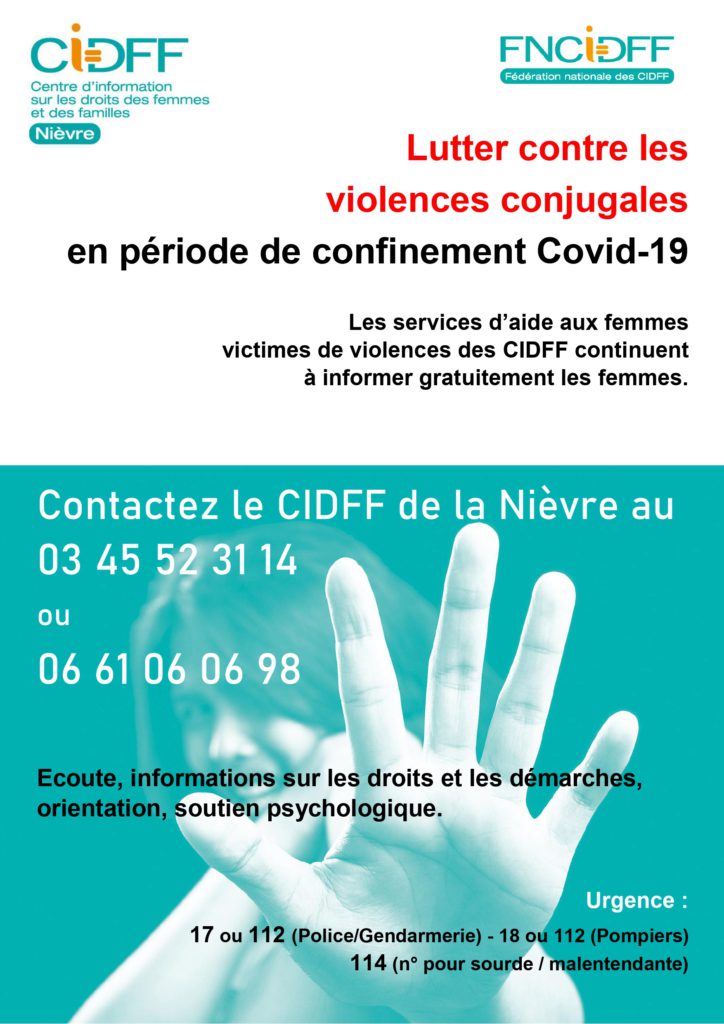 CiDFF
Centre d'information
sur les droits des femmes
et des familles
Nièvre
FNCiDFF
Fédération nationale des CIDFF
Lutter contre les
violences conjugales
en période de confinement Covid-19
Les services d'aide aux femmes
victimes de violences des CIDFF continuent
à informer gratuitement les femmes.
Contactez le CIDFF de la Nièvre au
03 45 52 31 14
ou
06 61 06 06 98
Ecoute, informations sur les droits et les démarches,
orientation, soutien psychologique.
Urgence :
17 ou 112 (Police/Gendarmerie) - 18 ou 112 (Pompiers)
114 (n° pour sourde / malentendante)